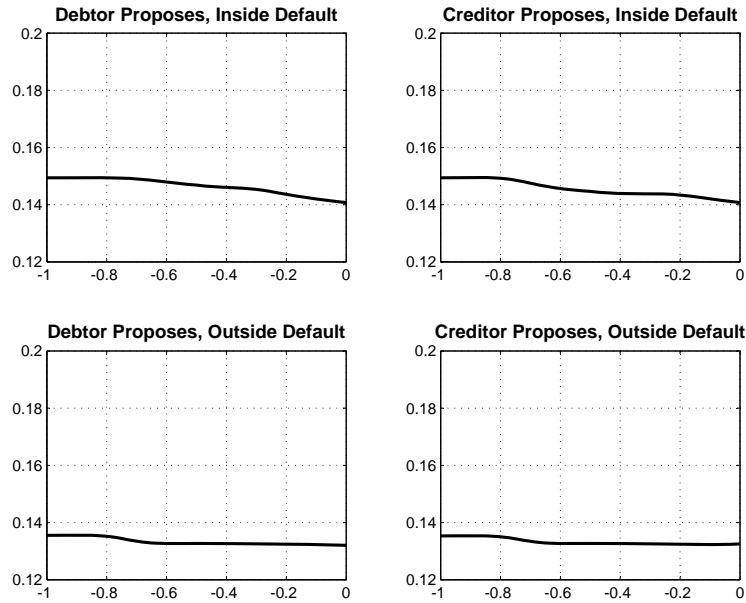 Debtor Proposes, Inside Default
0.2
0.18
0.16
0.14
0.12
-1 -0.8 -0.6 -0.4 -0.2 0
Creditor Proposes, Inside Default
0.2
0.18
0.16
0.14
0.12
-1 -0.8 -0.6 -0.4 -0.2 0
Debtor Proposes, Outside Default
0.2
0.18
0.16
0.14
0.12
-1 -0.8 -0.6 -0.4 -0.2 0
Creditor Proposes, Outside Default
0.2
0.18
0.16
0.14
0.12
-1 -0.8 -0.6 -0.4 -0.2 0